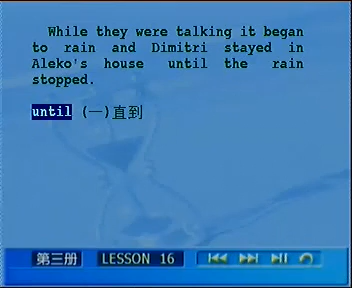 While they were talking it began
to rain and Dimitri stayed in
Aleko's house until the rain
stopped.
until (一)直到
第三册 LESSON 16